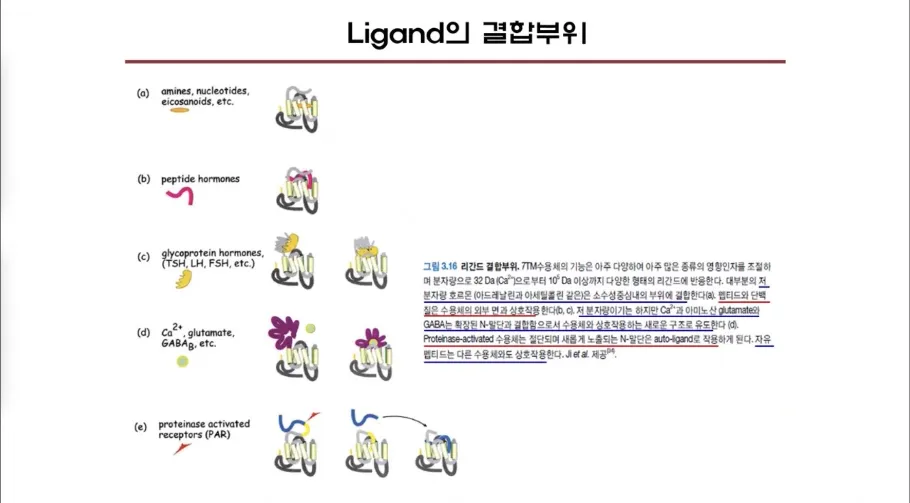 Ligand의 결합부위
(a) amines, nucleotides,
eicosanoids, etc.
(b) peptide hormones
(c) glycoprotein hormones,
(TSH, LH, FSH, etc.)
(d) Ca2+, glutamate,
GABAB, etc.
(e) proteinase activated
receptors (PAR)
그림 3.16 리간드 결합부위. 7TM수용체의 기능은 아주 다양하여 아주 많은 종류의 영향인자를 조절하
며 분자량으로 32 Da (Ca2+)으로부터 105 Da 이상까지 다양한 형태의 리간드에 반응한다. 대부분의 저
분자량 호르몬 (아드레날린과 아세틸콜린 같은)은 소수성중심내의 부위에 결합한다(a). 펩티드와 단백
질은 수용체의 외부 면과 상호작용한다(b, c). 저 분자량이기는 하지만 Ca2+과 아미노산 glutamate와
GABA는 확장된 N-말단과 결합함으로서 수용체와 상호작용하는 새로운 구조로 유도한다 (d).
Proteinase-activated 수용체는 절단되며 새롭게 노출되는 N-말단은 auto-ligand로 작용하게 된다. 자유
펩티드는 다른 수용체와도 상호작용한다. Ji et al. 제공